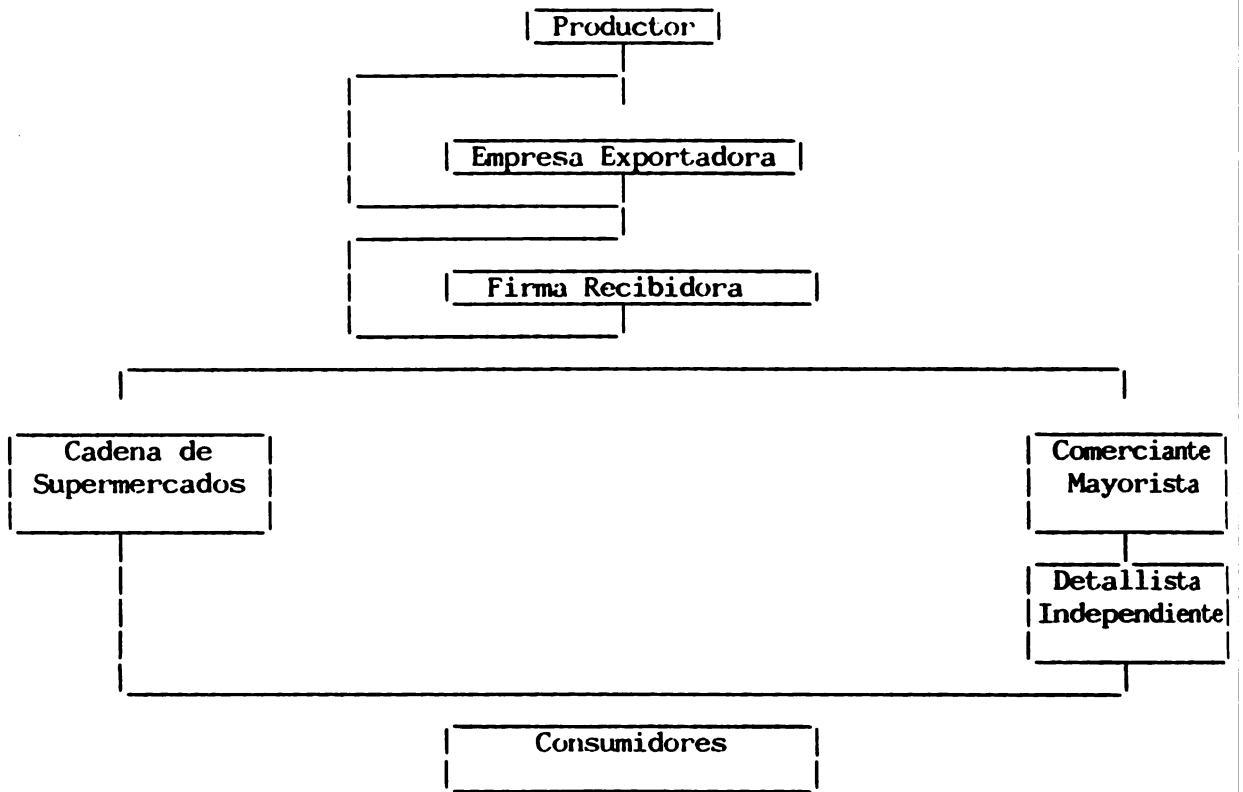 Productor
Empresa Exportadora
Firma Recibidora
Cadena de
Supermercados
Comerciante
Mayorista
Detallista
Independiente
Consumidores